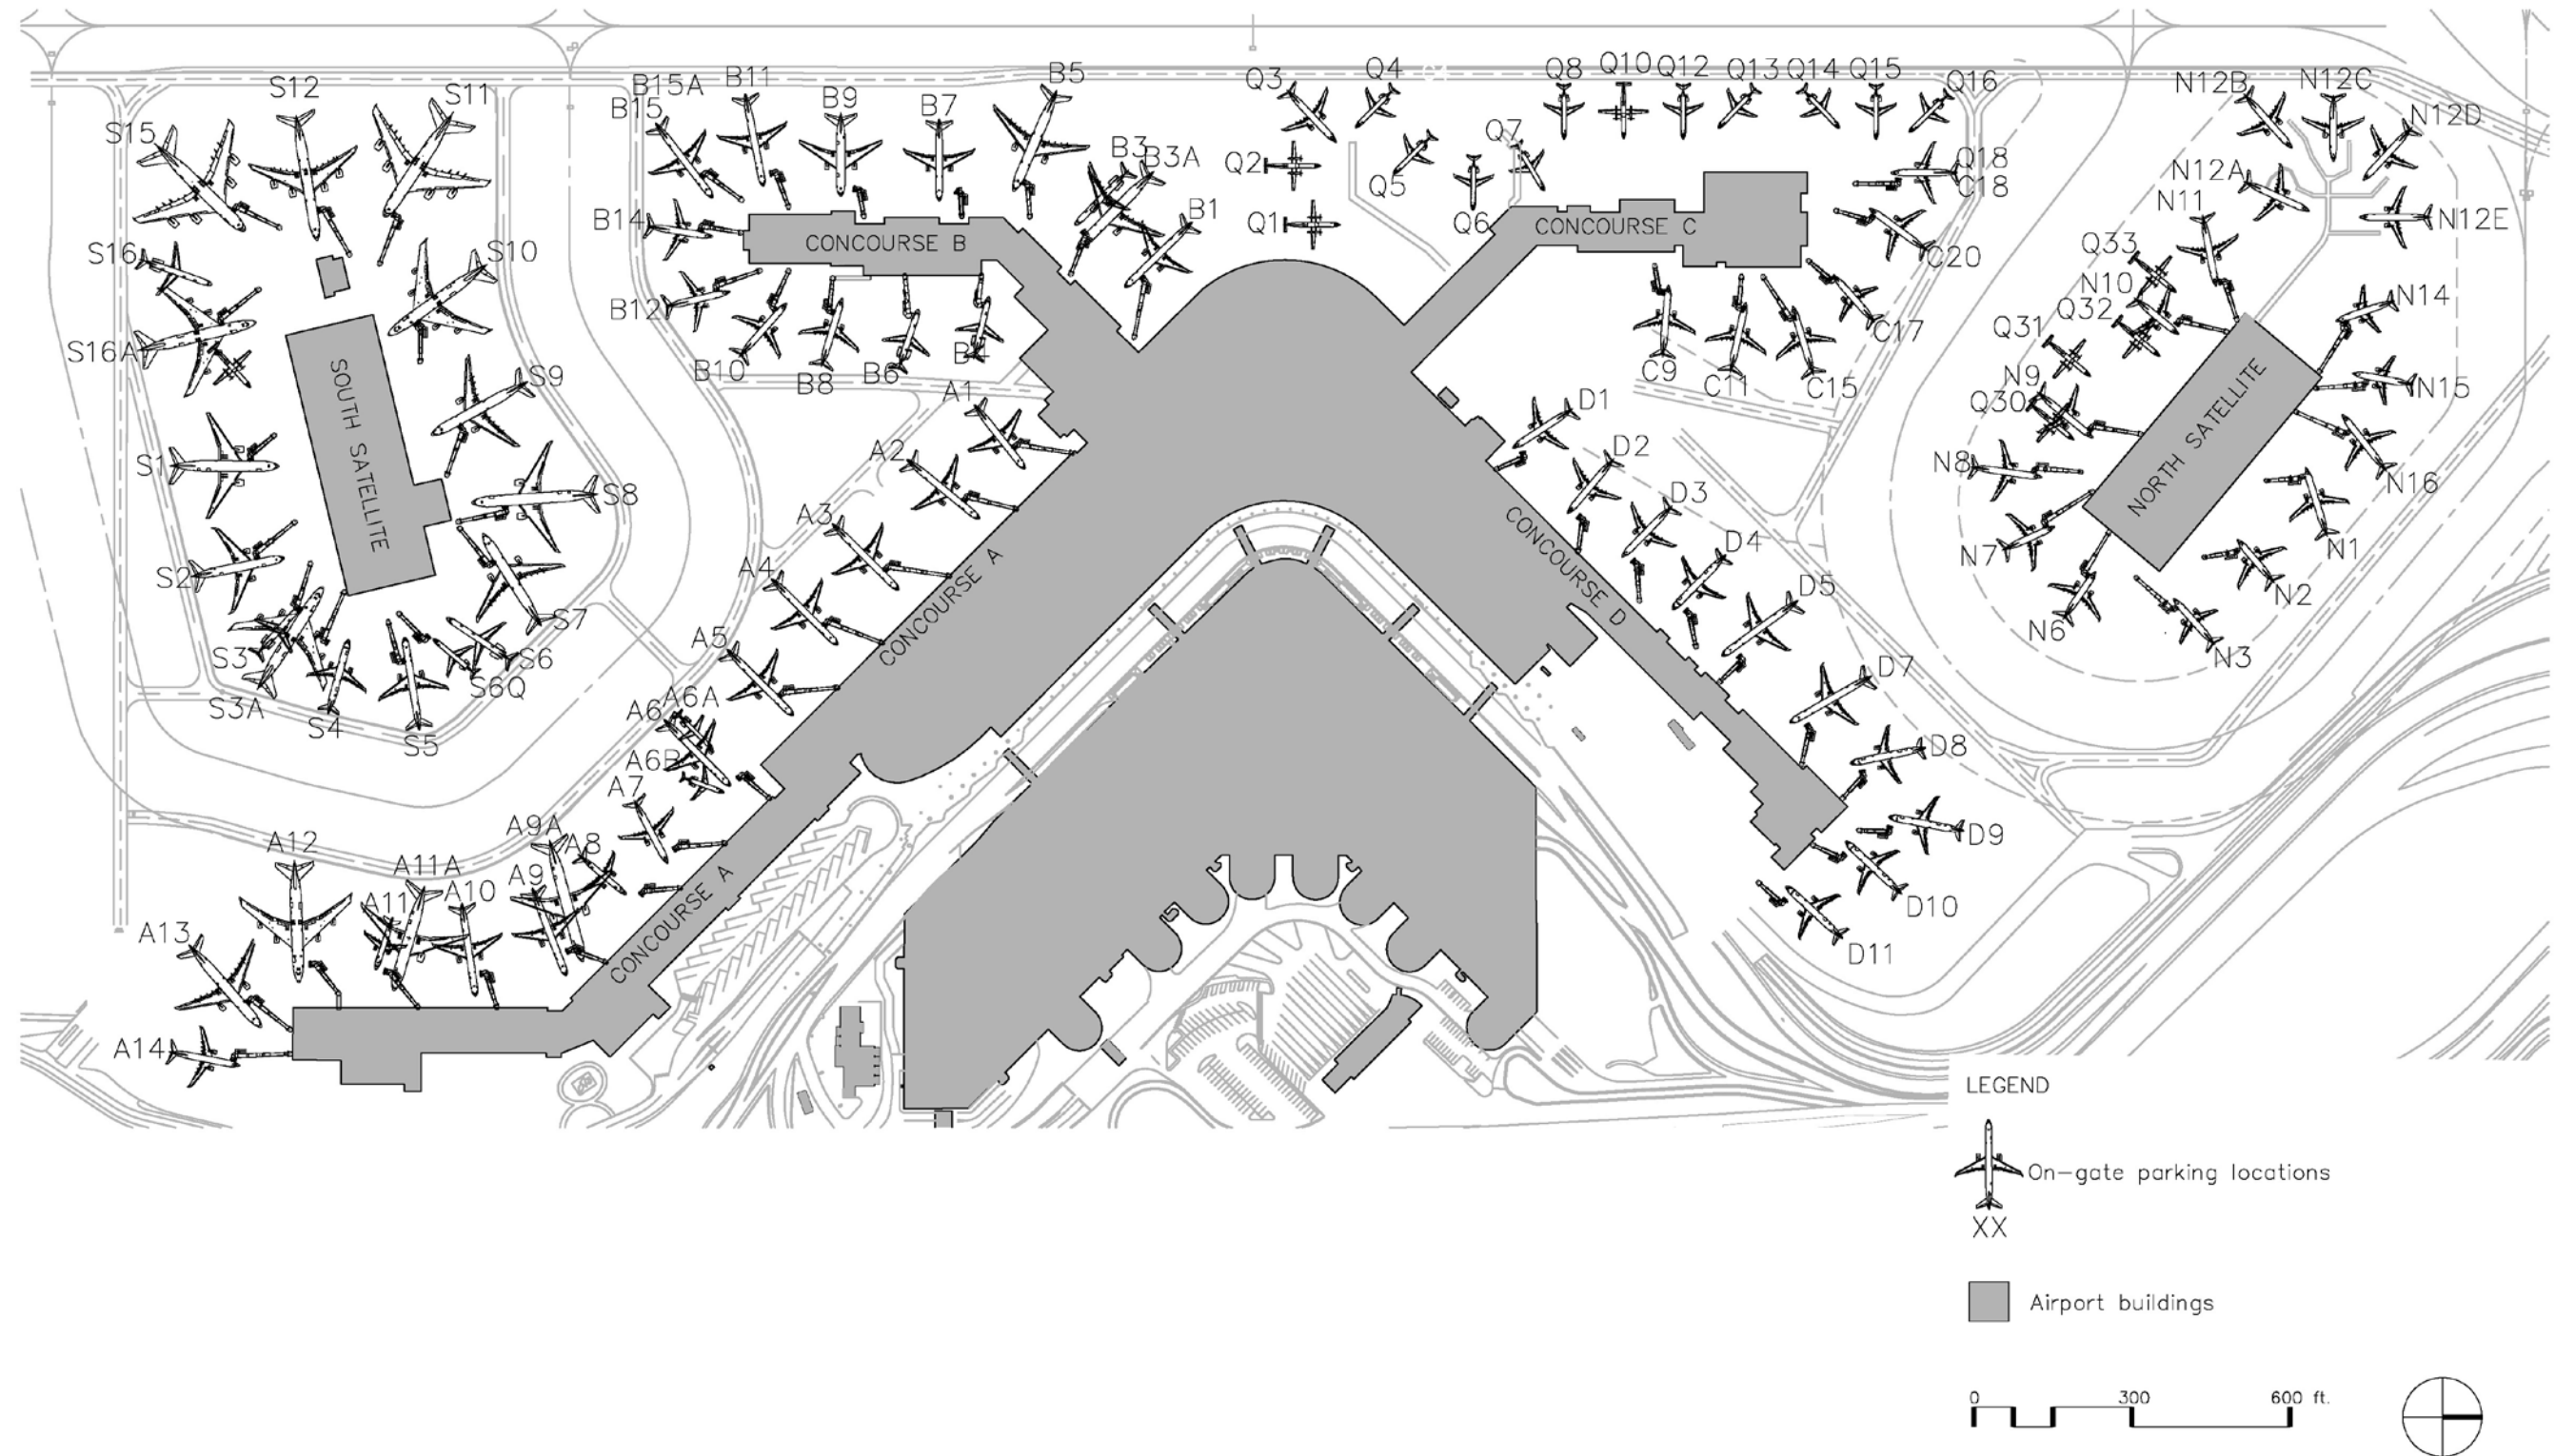 S12
S11
S15
S10
S16
S16A
S9
S1
S8
S2
S7
S3
S6
S6Q
S3A
S4
S5
SOUTH SATELLITE
B15A
B11
B5
B15
B9
B7
B3
B3A
B14
B1
CONCOURSE B
B12
B10
B8
B6
B4
A1
A2
A3
A4
A5
A6A
A6
A6B
A7
A9A
A8
A12
A11A
A9
A11
A10
A13
A14
CONCOURSE A
CONCOURSE A
Q3
Q4
Q8
Q10
Q12
Q13
Q14
Q15
Q16
Q7
Q2
Q5
Q18
C18
Q1
Q6
CONCOURSE C
C20
C17
C9
C11
C15
D1
D2
D3
D4
D5
D7
D8
D9
D10
D11
CONCOURSE D
N12B
N12C
N12D
N12A
N11
N12E
Q33
N10
Q32
N14
Q31
N9
N15
Q30
N8
N16
N7
N1
N2
N6
N3
NORTH SATELLITE
LEGEND
On-gate parking locations
XX
Airport buildings
0 300 600 ft.